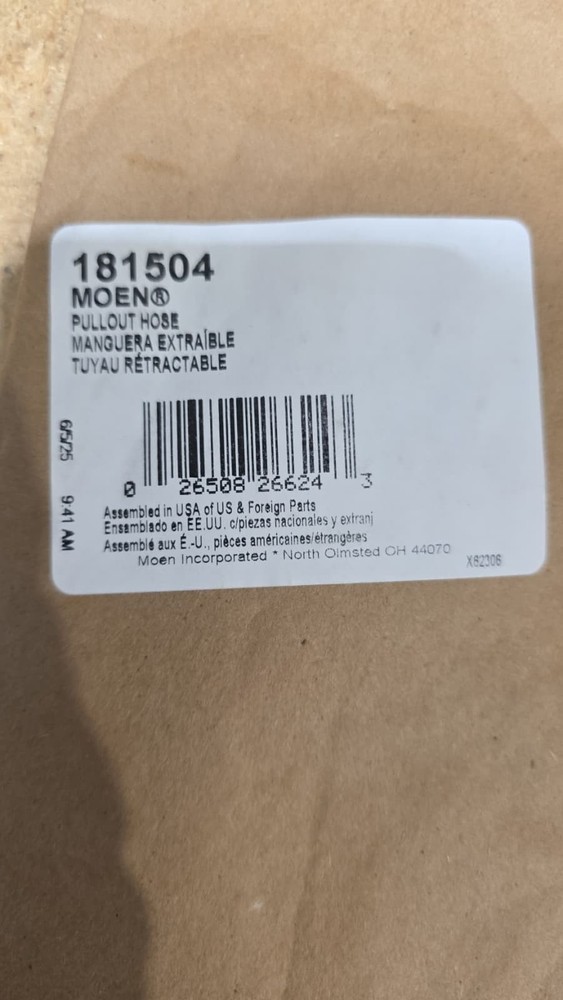 181504
MOEN®
PULLOUT HOSE
MANGUERA EXTRAÍBLE
TUYAU RÉTRACTABLE
6/5/25 9:41 AM
0 26508 26624 3
Assembled in USA of US & Foreign Parts
Ensamblado en EE.UU. c/piezas nacionales y extranj
Assemblé aux É.-U., pièces américaines/étrangères
Moen Incorporated * North Olmsted OH 44070
X82306